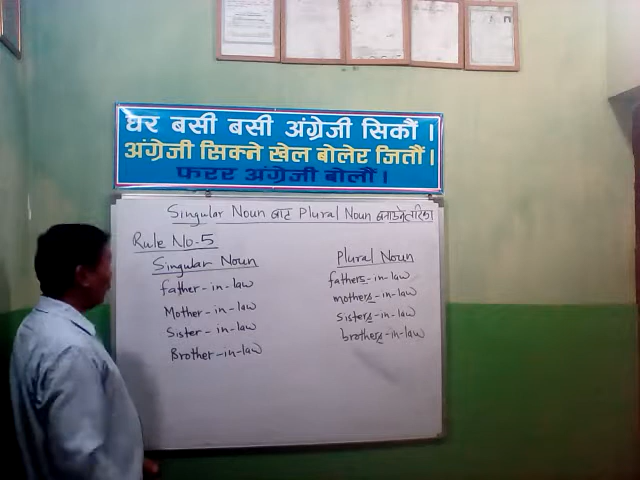 घर बसी बसी अंग्रेजी सिकौं ।
अंग्रेजी सिक्ने खेल बोलेर जितौं ।
फरर अंग्रेजी बोलौं ।
Singular Noun बाट Plural Noun बनाउने तरिका
Rule No-5
Singular Noun Plural Noun
father-in-law fathers-in-law
Mother-in-law mothers-in-law
Sister-in-law sisters-in-law
Brother-in-law brothers-in-law